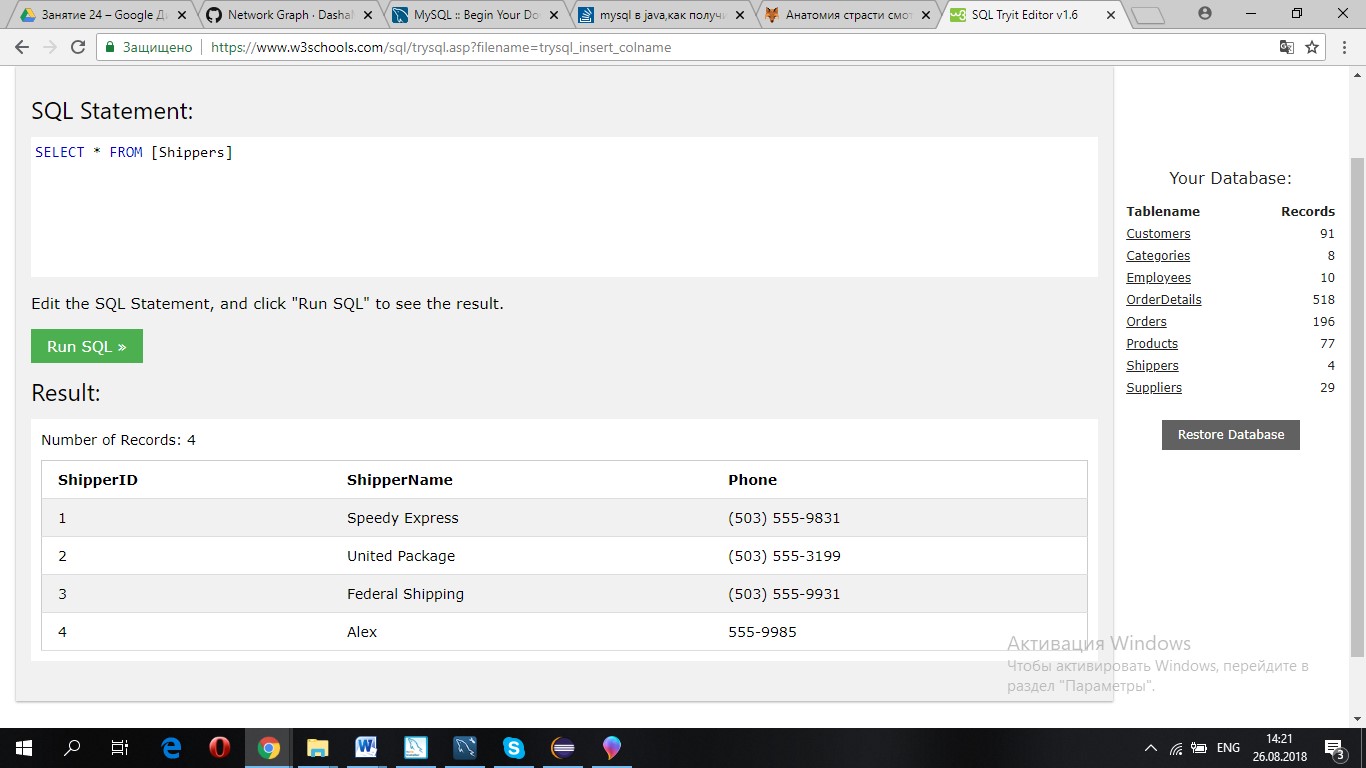 Занятие 24 – Google Ди
Network Graph · Dashal
MySQL :: Begin Your Do
mysql в java,как получи
Анатомия страсти смот
SQL Tryit Editor v1.6
Защищено
https://www.w3schools.com/sql/trysql.asp?filename=trysql_insert_colname
SQL Statement:
SELECT * FROM [Shippers]
Edit the SQL Statement, and click "Run SQL" to see the result.
Run SQL »
Result:
Number of Records: 4
ShipperID ShipperName Phone
1 Speedy Express (503) 555-9831
2 United Package (503) 555-3199
3 Federal Shipping (503) 555-9931
4 Alex 555-9985
Your Database:
Tablename Records
Customers 91
Categories 8
Employees 10
OrderDetails 518
Orders 196
Products 77
Shippers 4
Suppliers 29
Restore Database
Активация Windows
Чтобы активировать Windows, перейдите в
раздел "Параметры".
ENG
14:21
26.08.2018
3